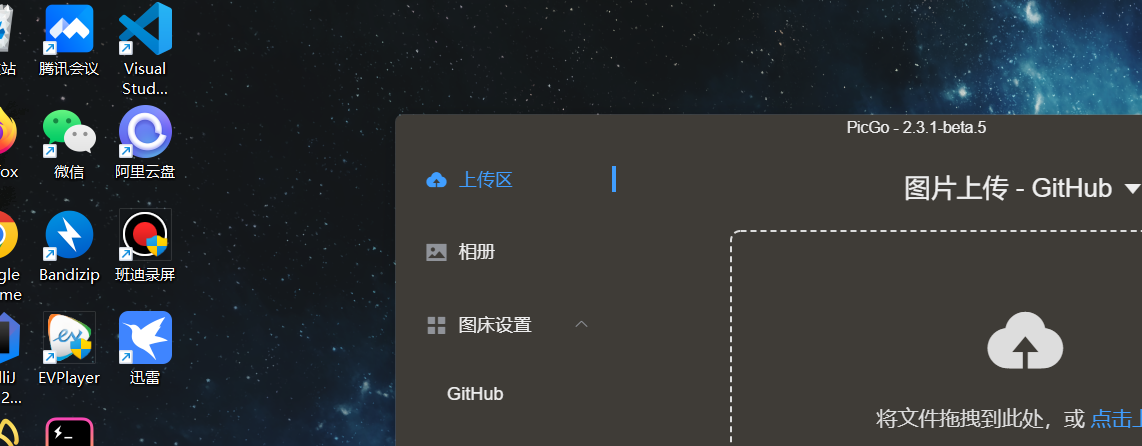 站
腾讯会议
Visual
Stud...
ox
微信
阿里云盘
gle
me
Bandizip
班迪录屏
lliJ
2...
EVPlayer
迅雷
PicGo - 2.3.1-beta.5
上传区
相册
图床设置
GitHub
图片上传 - GitHub
将文件拖拽到此处，或 点击上